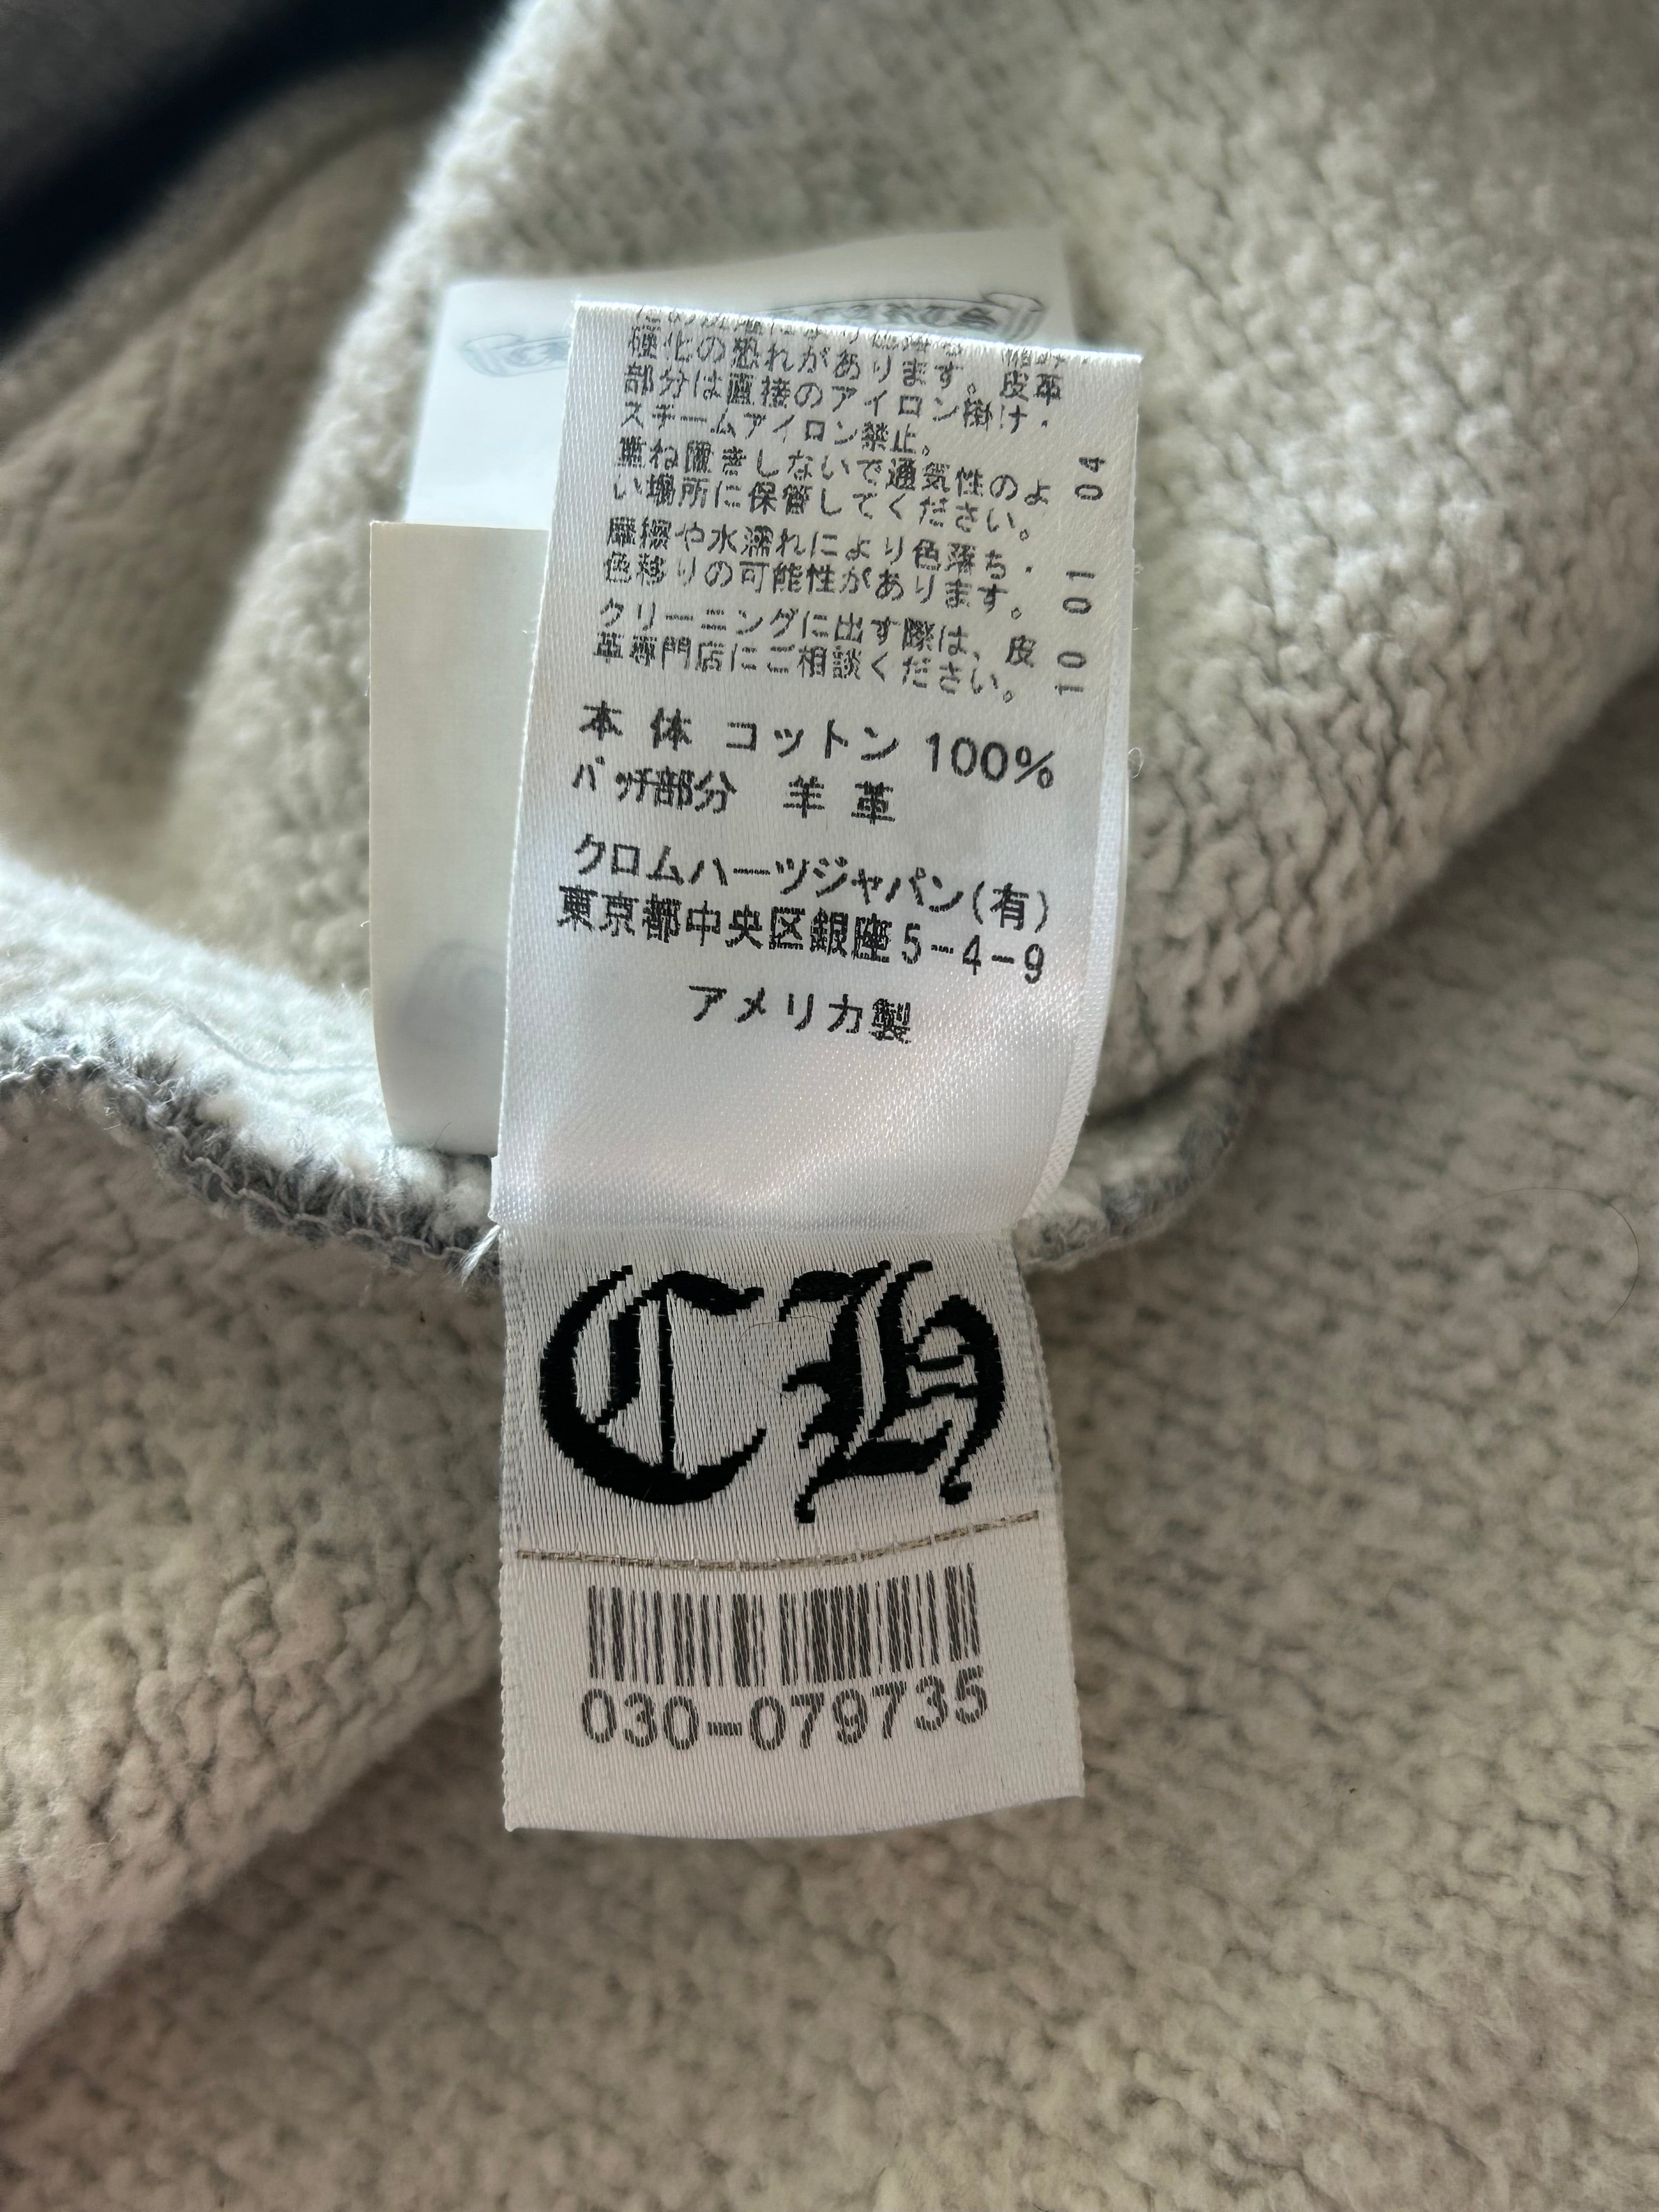 硬化の恐れがあります。皮革
部分は直接のアイロン掛け・
スチームアイロン禁止。
重ね置きしないで通気性のよ
い場所に保管してください。
摩擦や水濡れにより色落ち・
色移りの可能性があります。
クリーニングに出す際は、皮
革専門店にご相談ください。
10 01 04
本体 コットン 100%
パッチ部分 羊革
クロムハーツジャパン(有)
東京都中央区銀座5-4-9
アメリカ製
CH
030-079735